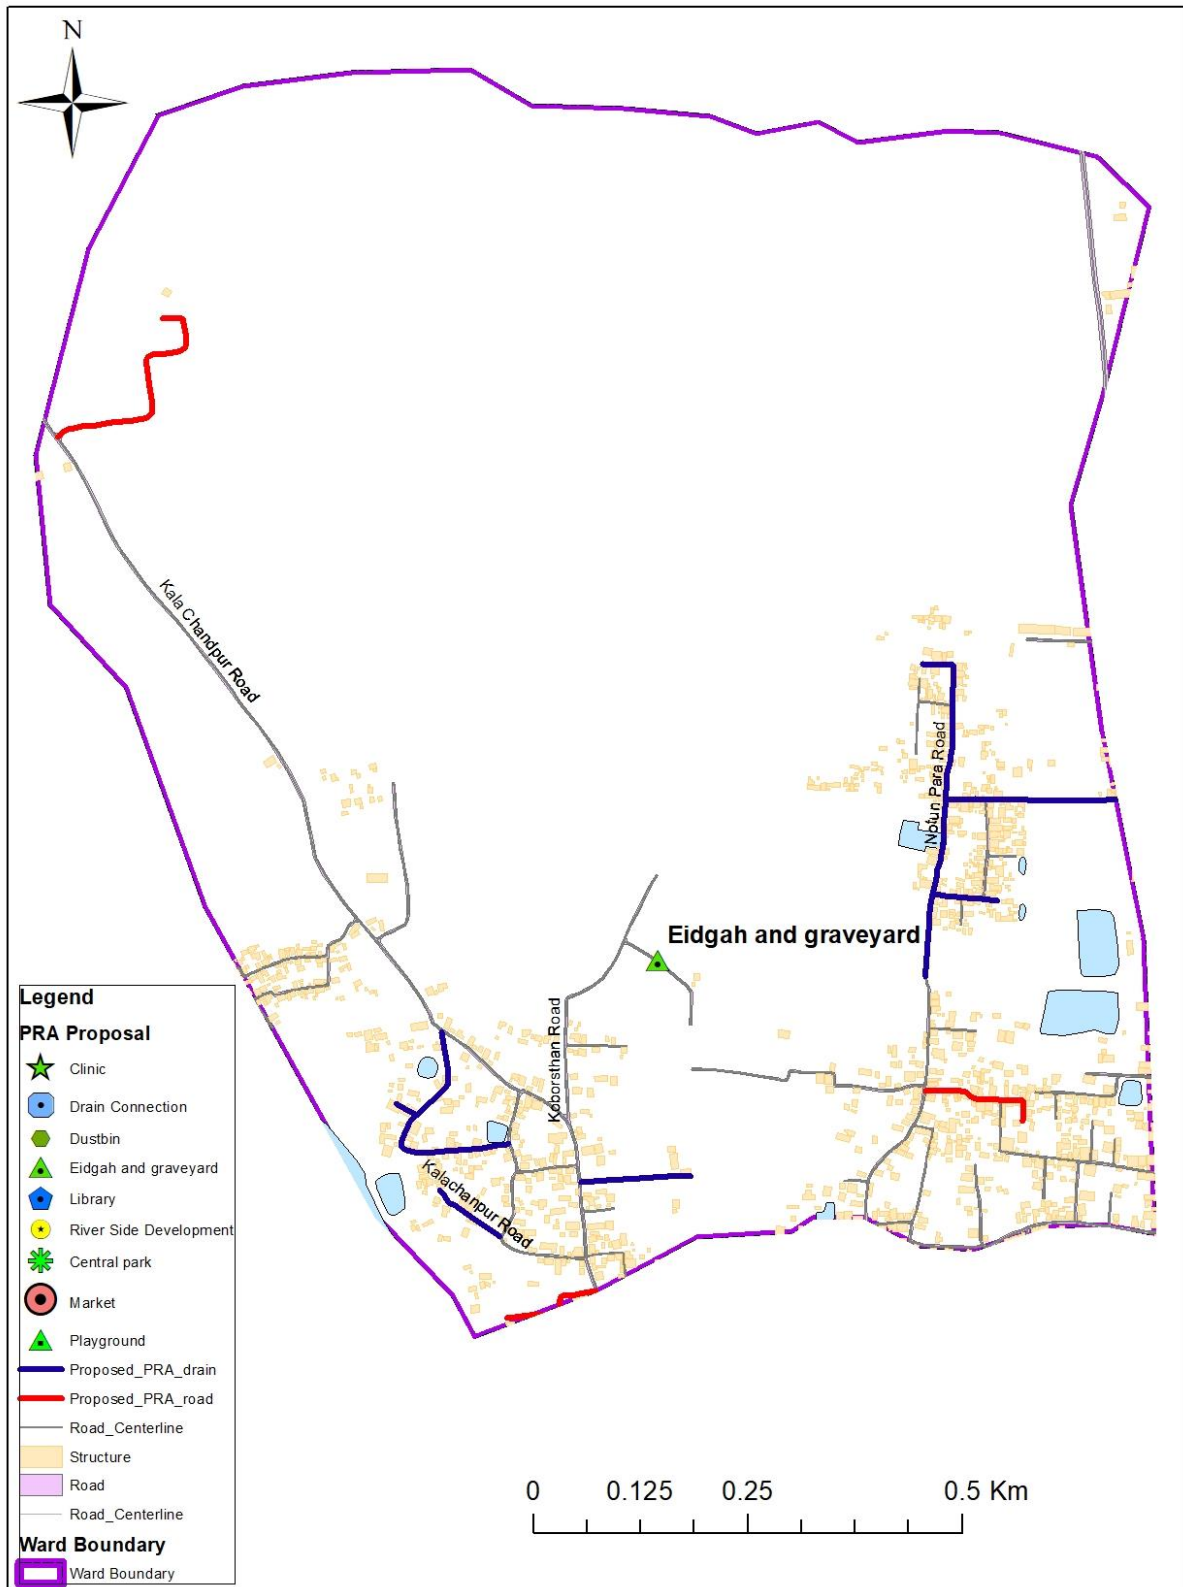 N
Kala Chandpur Road
Notun Para Road
Eidgah and graveyard
Koborsthan Road
Kalachanpur Road
Legend
PRA Proposal
Clinic
Drain Connection
Dustbin
Eidgah and graveyard
Library
River Side Development
Central park
Market
Playground
Proposed_PRA_drain
Proposed_PRA_road
Road_Centerline
Structure
Road
Road_Centerline
Ward Boundary
Ward Boundary
0 0.125 0.25 0.5 Km